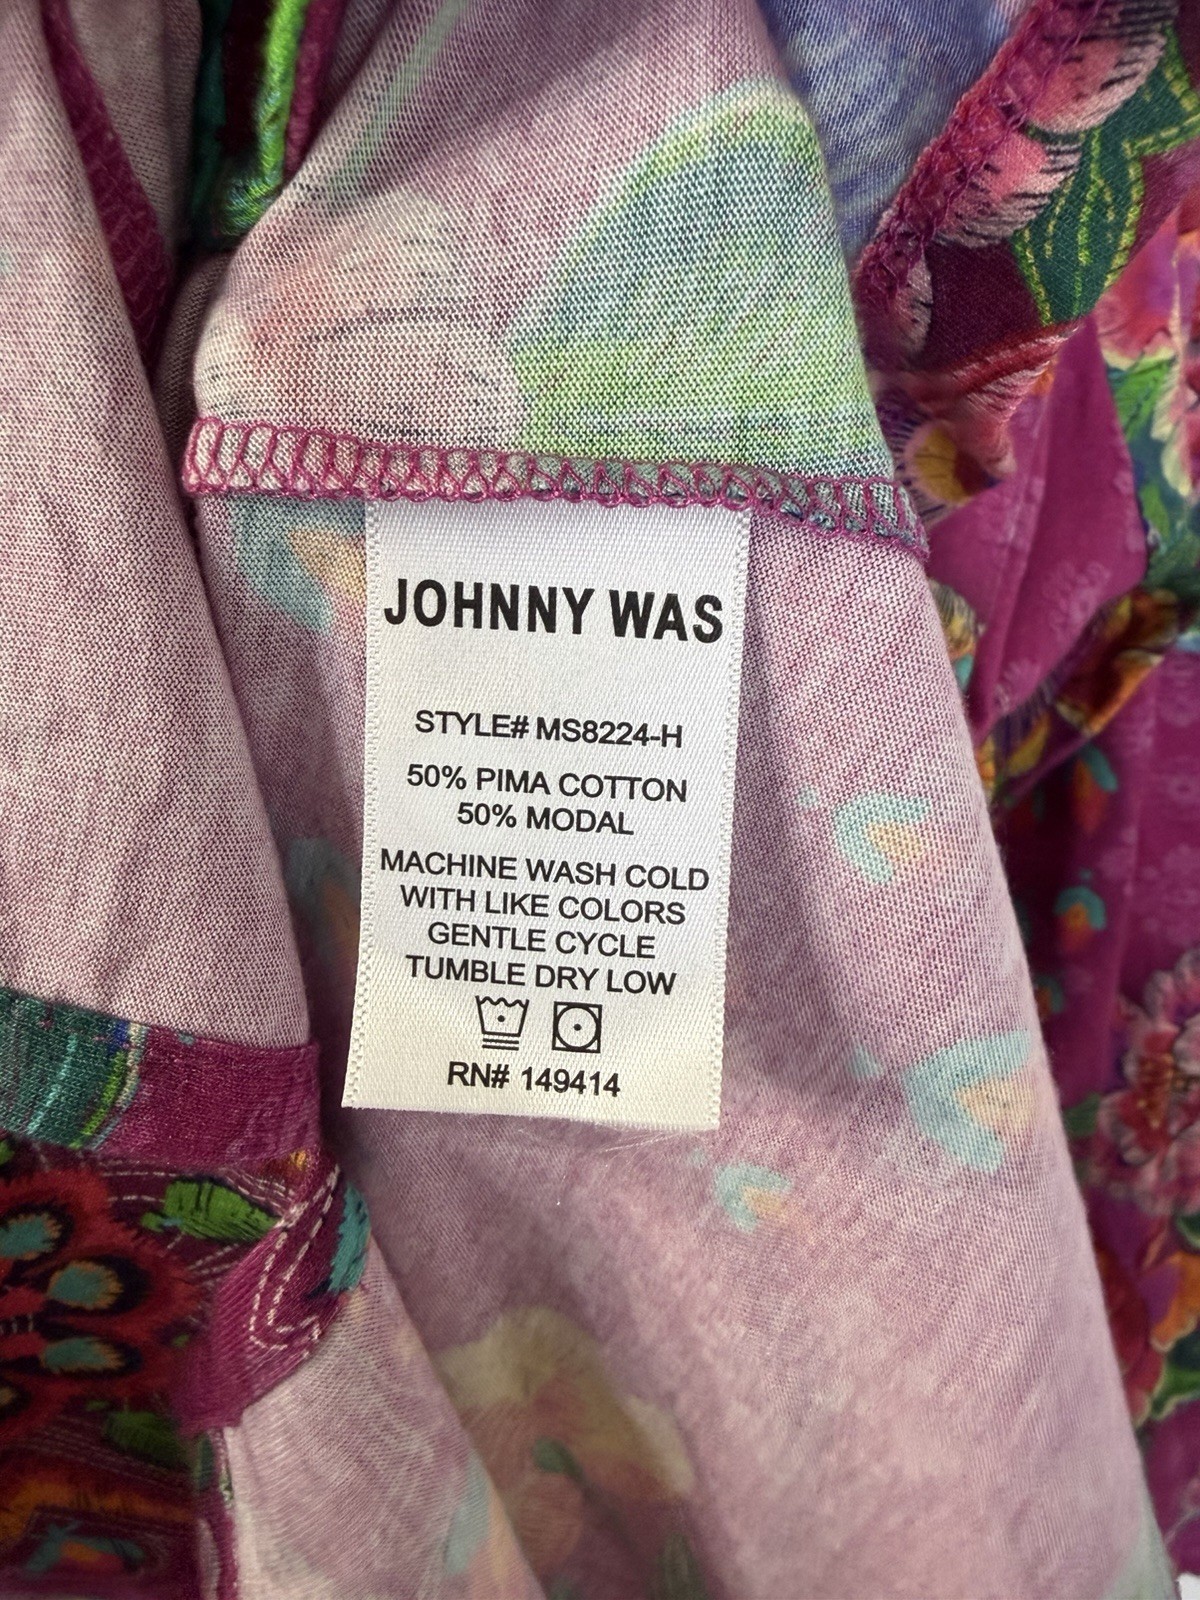 JOHNNY WAS
STYLE# MS8224-H
50% PIMA COTTON
50% MODAL
MACHINE WASH COLD
WITH LIKE COLORS
GENTLE CYCLE
TUMBLE DRY LOW
RN# 149414